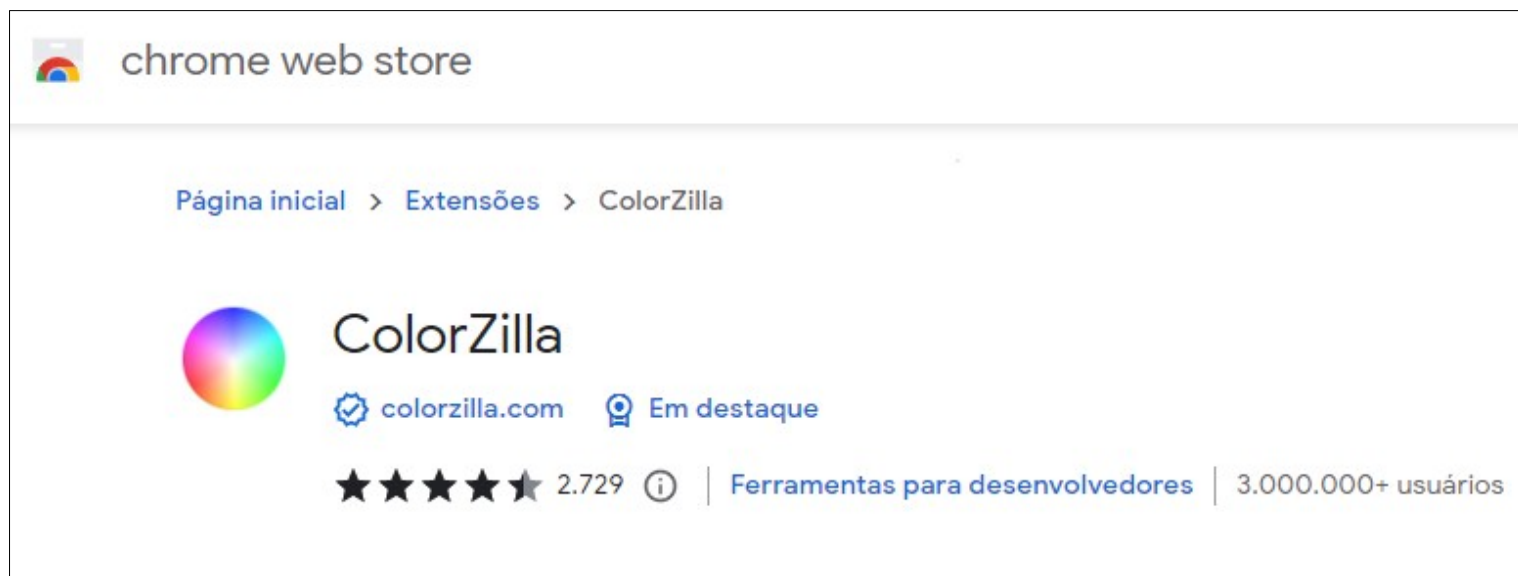 chrome web store
Página inicial > Extensões > ColorZilla
ColorZilla
colorzilla.com Em destaque
2.729 Ferramentas para desenvolvedores 3.000.000+ usuários